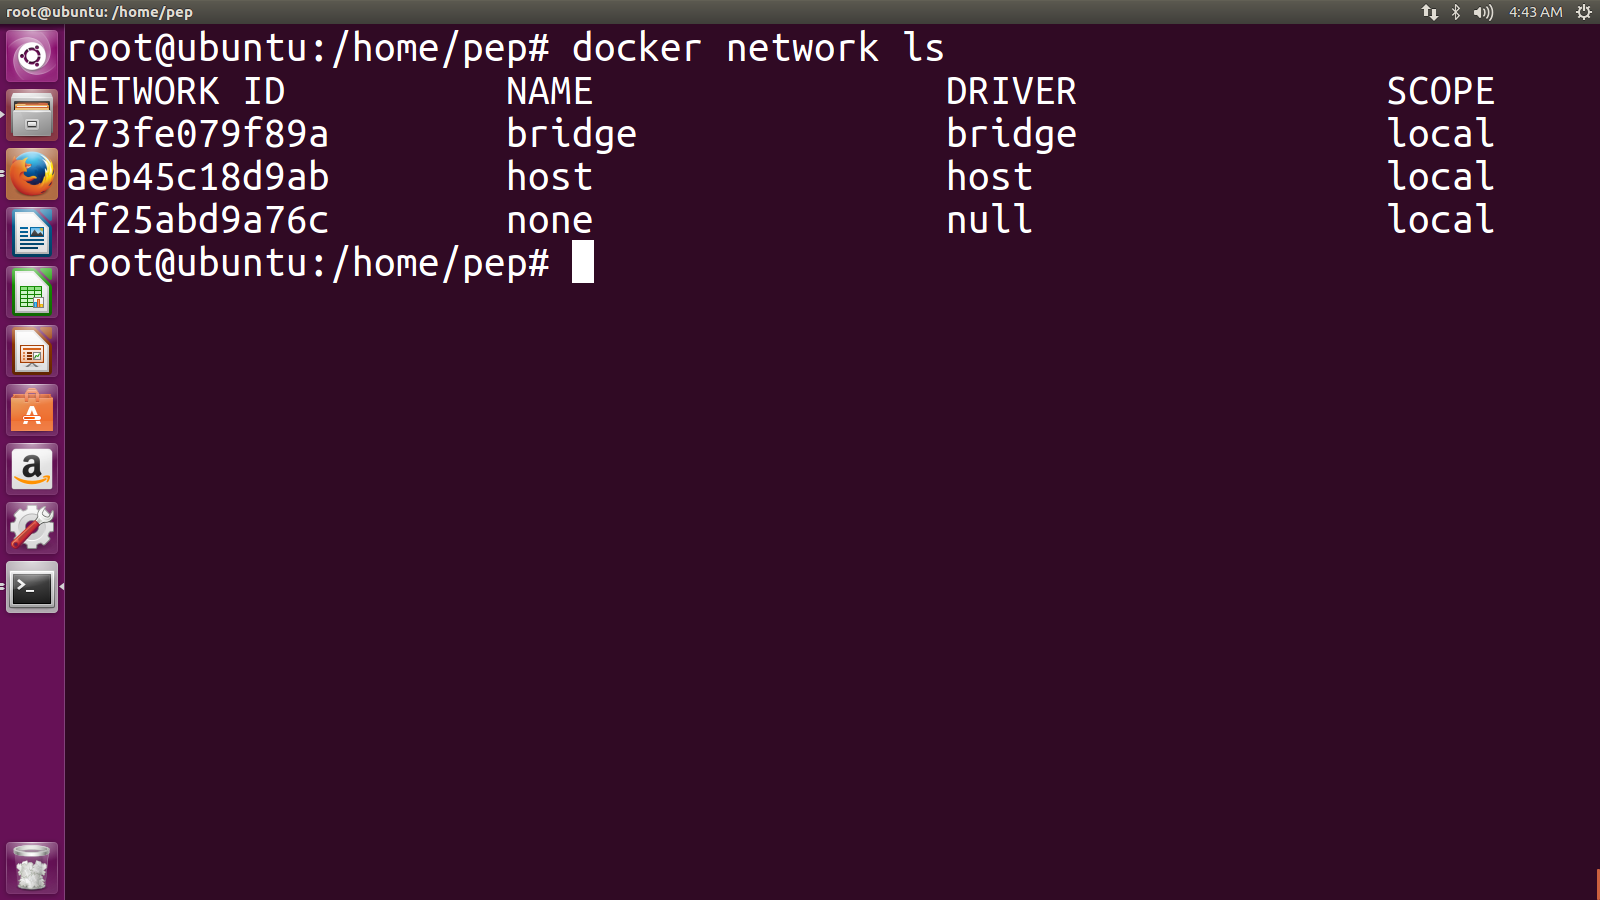 root@ubuntu: /home/pep
4:43 AM
root@ubuntu:/home/pep# docker network ls
NETWORK ID NAME DRIVER SCOPE
273fe079f89a bridge bridge local
aeb45c18d9ab host host local
4f25abd9a76c none null local
root@ubuntu:/home/pep#